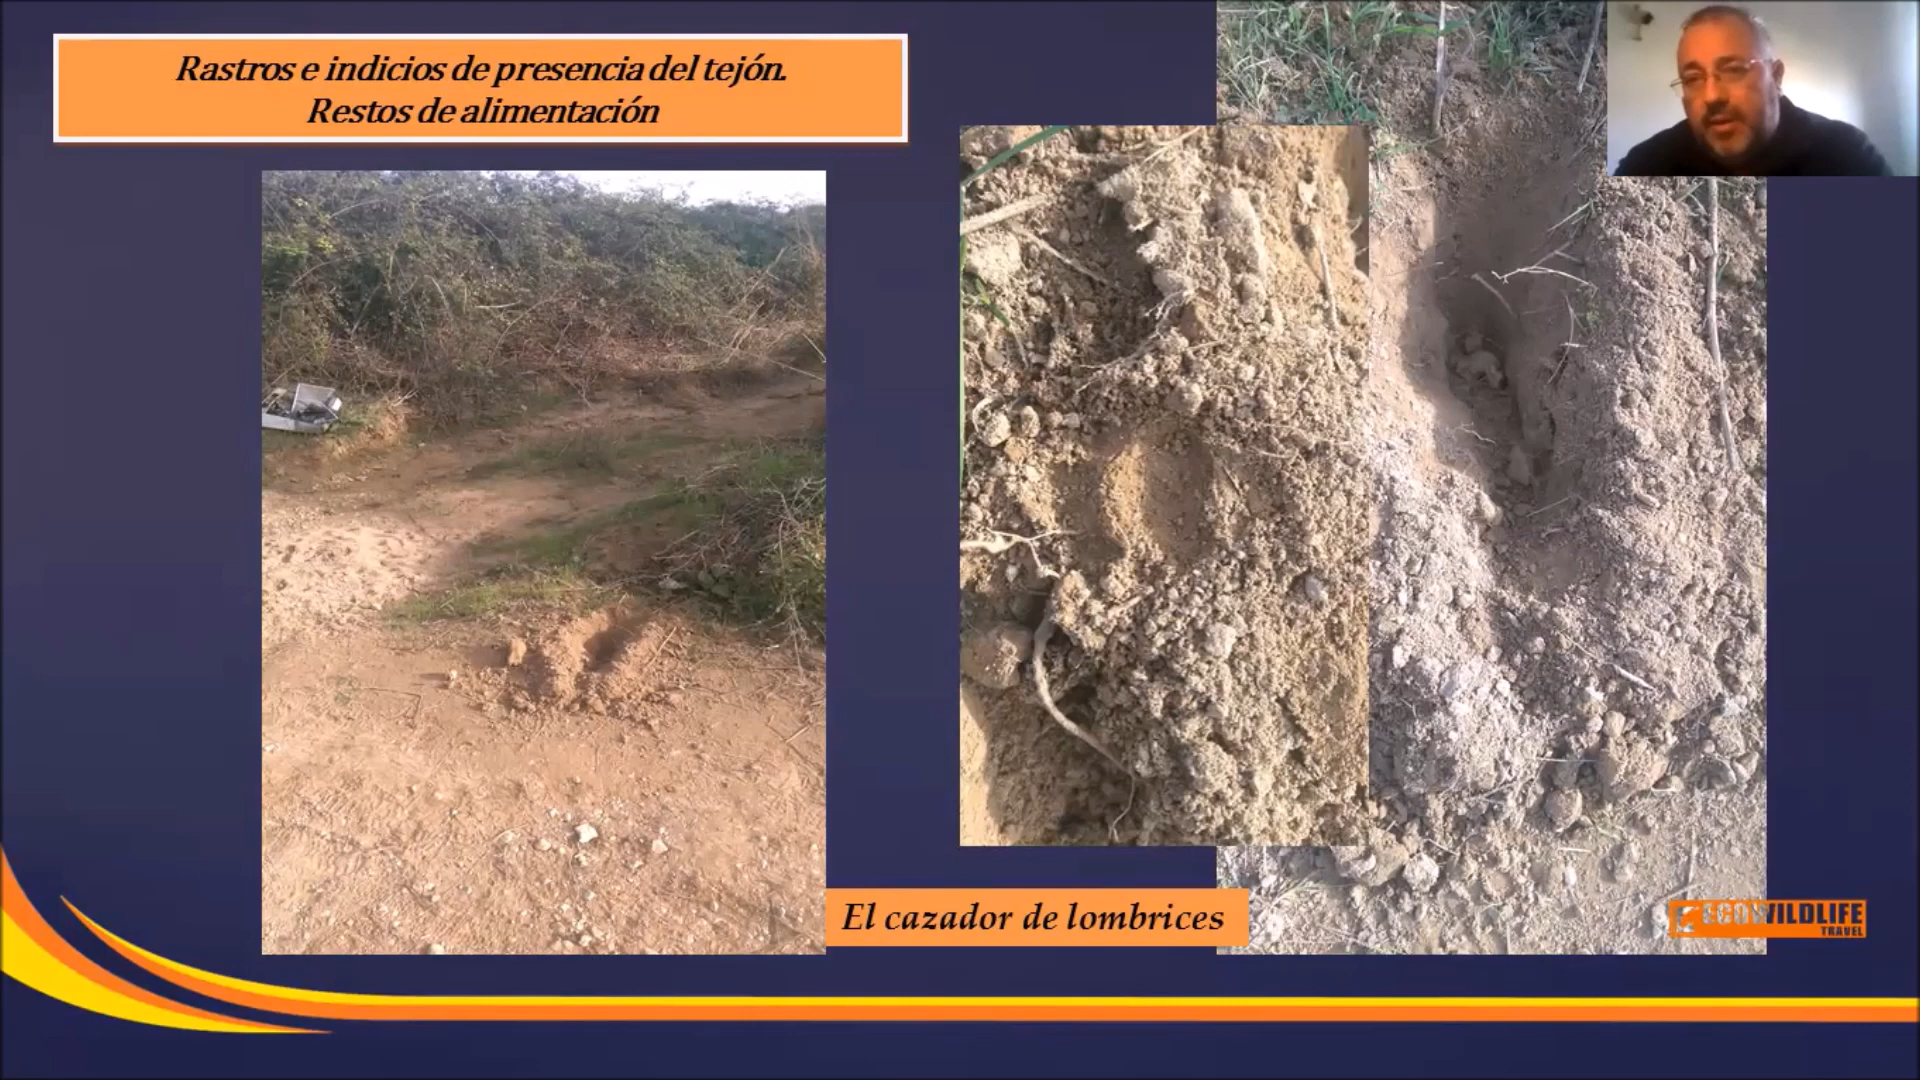 Rastros e indicios de presencia del tejón.
Restos de alimentación
El cazador de lombrices
ECOWILDLIFE
TRAVEL